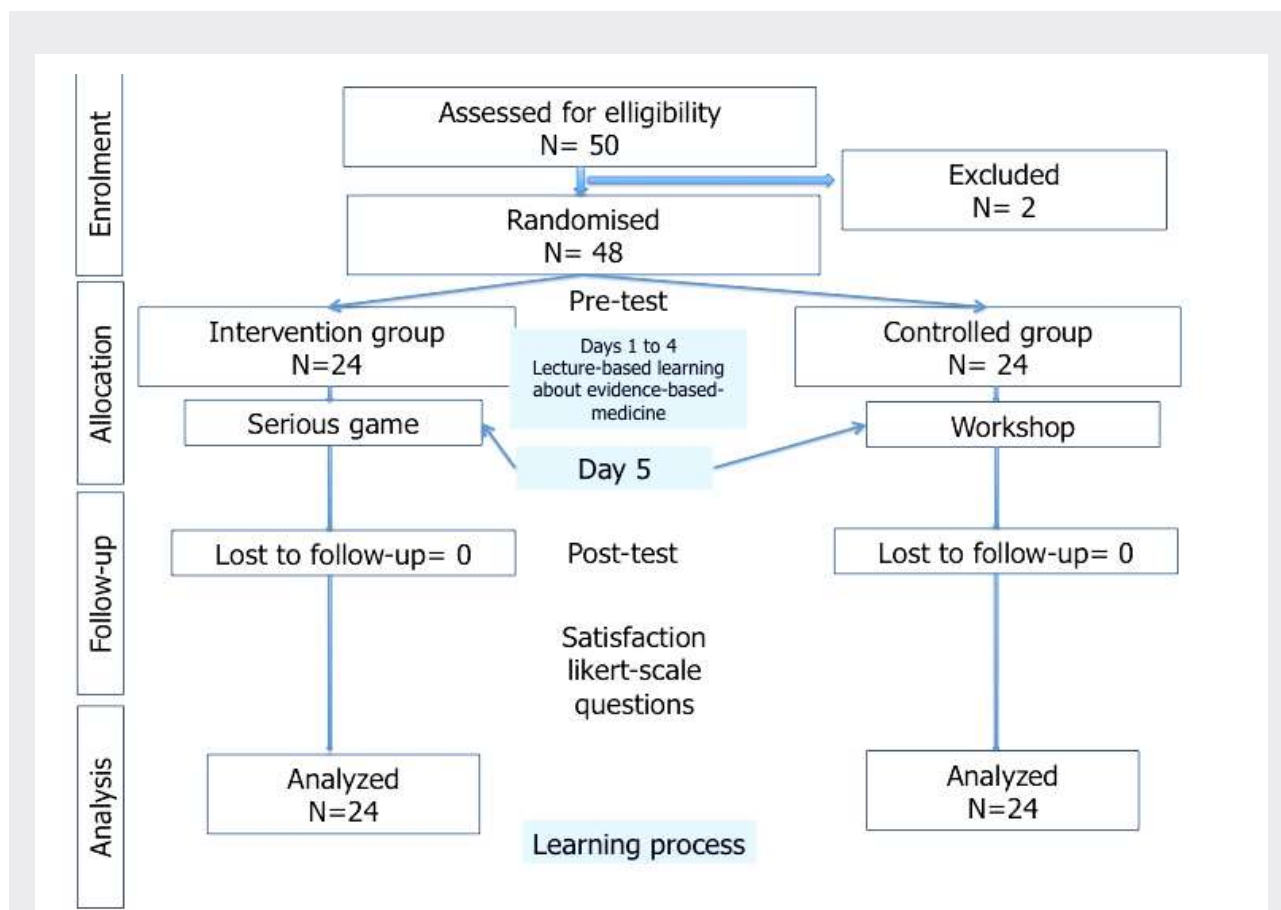 Enrolment
Assessed for elligibility
N= 50
Excluded
N= 2
Randomised
N= 48
Allocation
Pre-test
Intervention group
N=24
Days 1 to 4
Lecture-based learning
about evidence-based-
medicine
Controlled group
N= 24
Serious game
Workshop
Day 5
Follow-up
Lost to follow-up= 0
Post-test
Lost to follow-up= 0
Satisfaction
likert-scale
questions
Analysis
Analyzed
N=24
Analyzed
N=24
Learning process